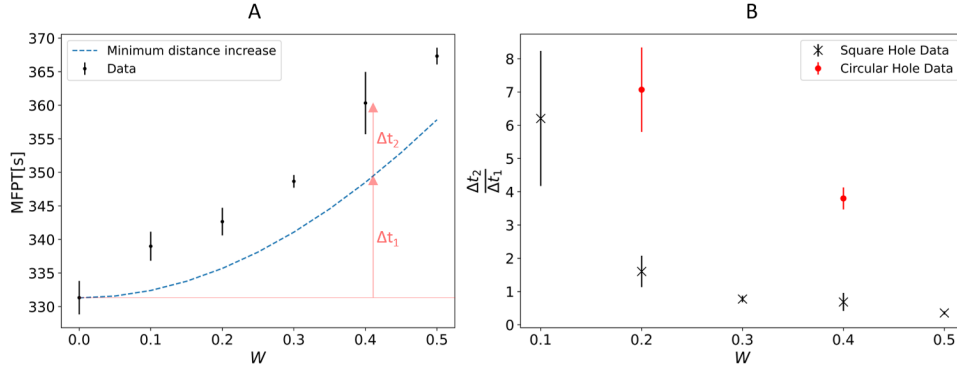 A
370
365
360
355
350
345
340
335
330
MFPT[s]
Minimum distance increase
Data
Δt2
Δt1
0.0 0.1 0.2 0.3 0.4 0.5
W
B
8
7
6
5
4
3
2
1
0
Δt2
Δt1
Square Hole Data
Circular Hole Data
0.1 0.2 0.3 0.4 0.5
W